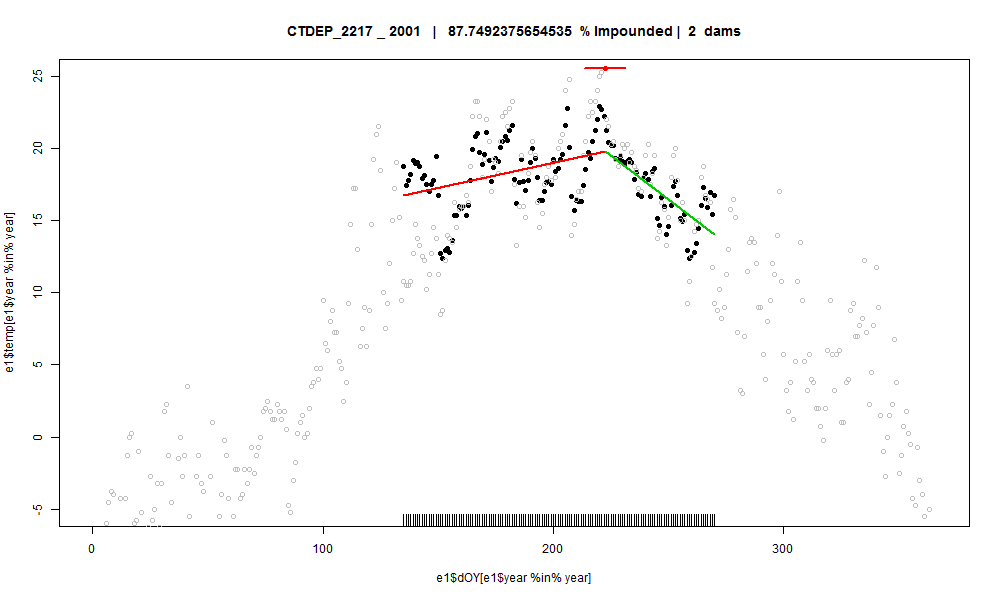 CTDEP_2217 _ 2001 | 87.7492375654535 % Impounded | 2 dams
25
20
15
10
5
0
-5
e1$temp[e1$year %in% year]
0 100 200 300
e1$dOY[e1$year %in% year]